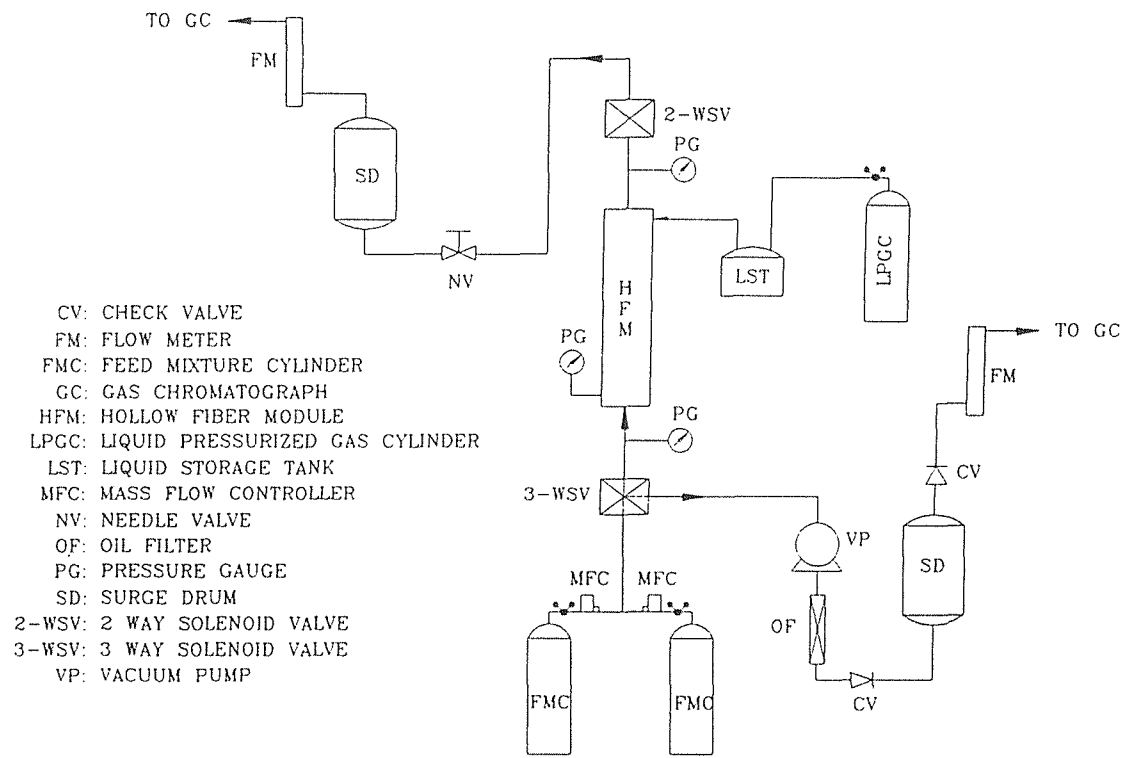 TO GC
FM
2-WSV
PG
SD
LPGC
LST
NV
HFM
PG
CV: CHECK VALVE
FM: FLOW METER
FMC: FEED MIXTURE CYLINDER
GC: GAS CHROMATOGRAPH
HFM: HOLLOW FIBER MODULE
LPGC: LIQUID PRESSURIZED GAS CYLINDER
LST: LIQUID STORAGE TANK
MFC: MASS FLOW CONTROLLER
NV: NEEDLE VALVE
OF: OIL FILTER
PG: PRESSURE GAUGE
SD: SURGE DRUM
2-WSV: 2 WAY SOLENOID VALVE
3-WSV: 3 WAY SOLENOID VALVE
VP: VACUUM PUMP
TO GC
FM
PG
CV
3-WSV
VP
SD
MFC MFC
OF
CV
FMC FMC